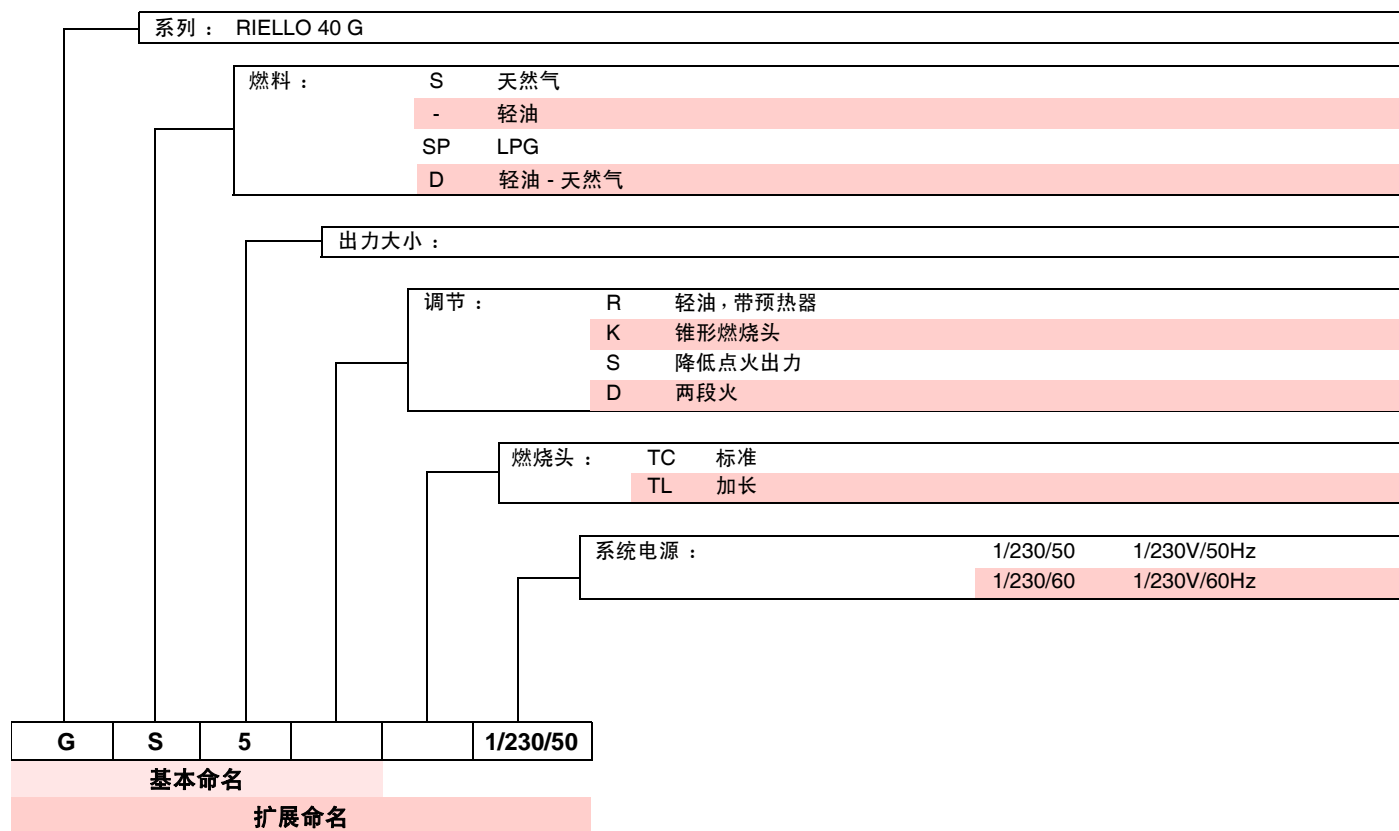 系列： RIELLO 40 G
燃料： S 天然气
- 轻油
SP LPG
D 轻油 - 天然气
出力大小：
调节： R 轻油，带预热器
K 锥形燃烧头
S 降低点火出力
D 两段火
燃烧头： TC 标准
TL 加长
系统电源： 1/230/50 1/230V/50Hz
1/230/60 1/230V/60Hz
G S 5 1/230/50
基本命名
扩展命名